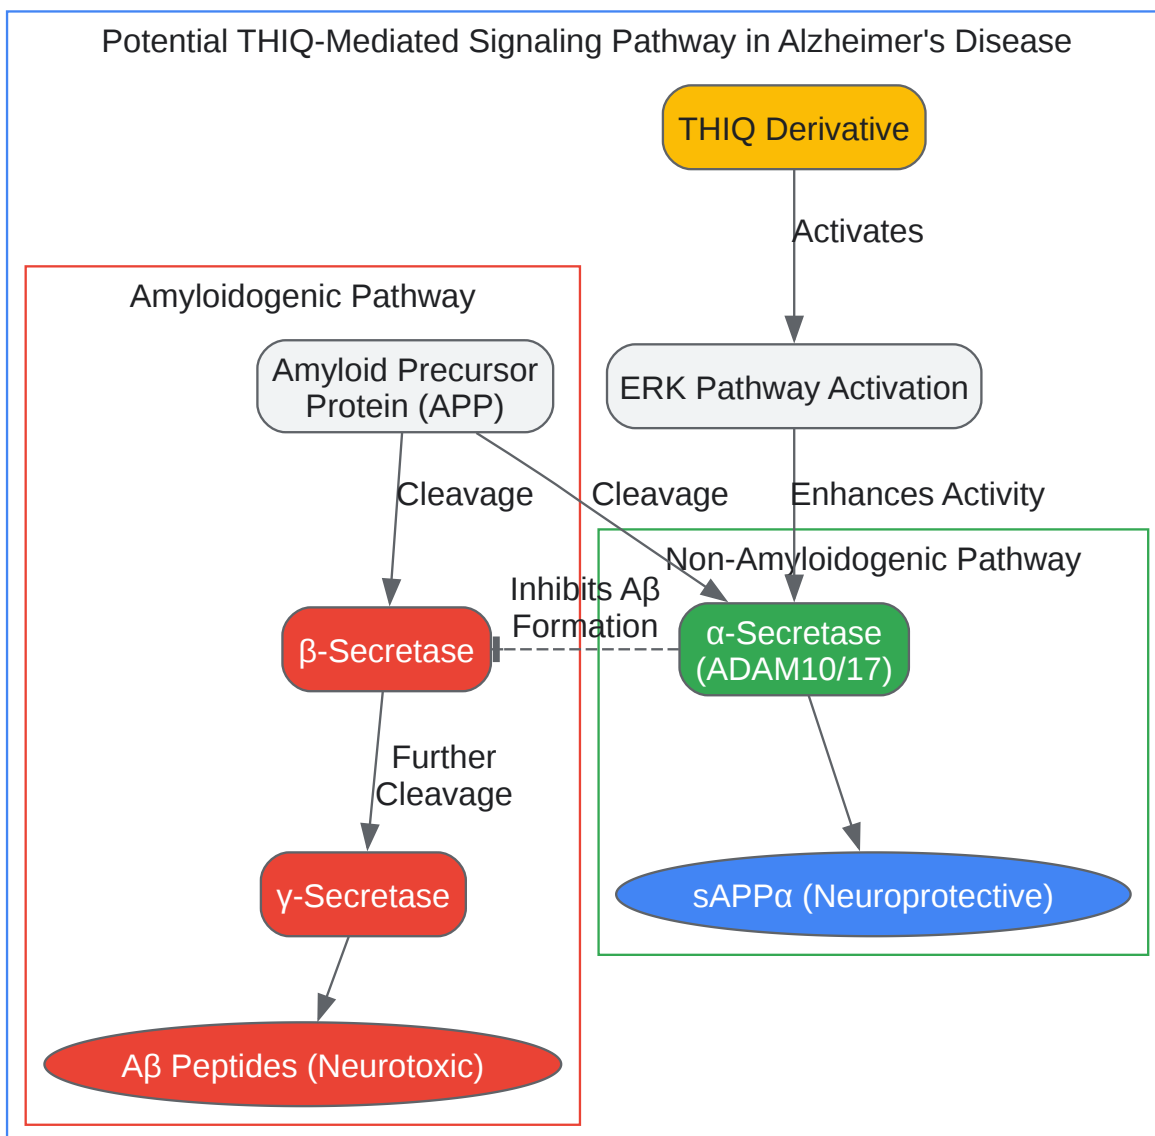 Potential THIQ-Mediated Signaling Pathway in Alzheimer's Disease
THIQ Derivative
Activates
Amyloidogenic Pathway
Amyloid Precursor
Protein (APP)
ERK Pathway Activation
Cleavage
Cleavage
Enhances Activity
Non-Amyloidogenic Pathway
Inhibits Aβ
Formation
β-Secretase
α-Secretase
(ADAM10/17)
Further
Cleavage
γ-Secretase
sAPPα (Neuroprotective)
Aβ Peptides (Neurotoxic)